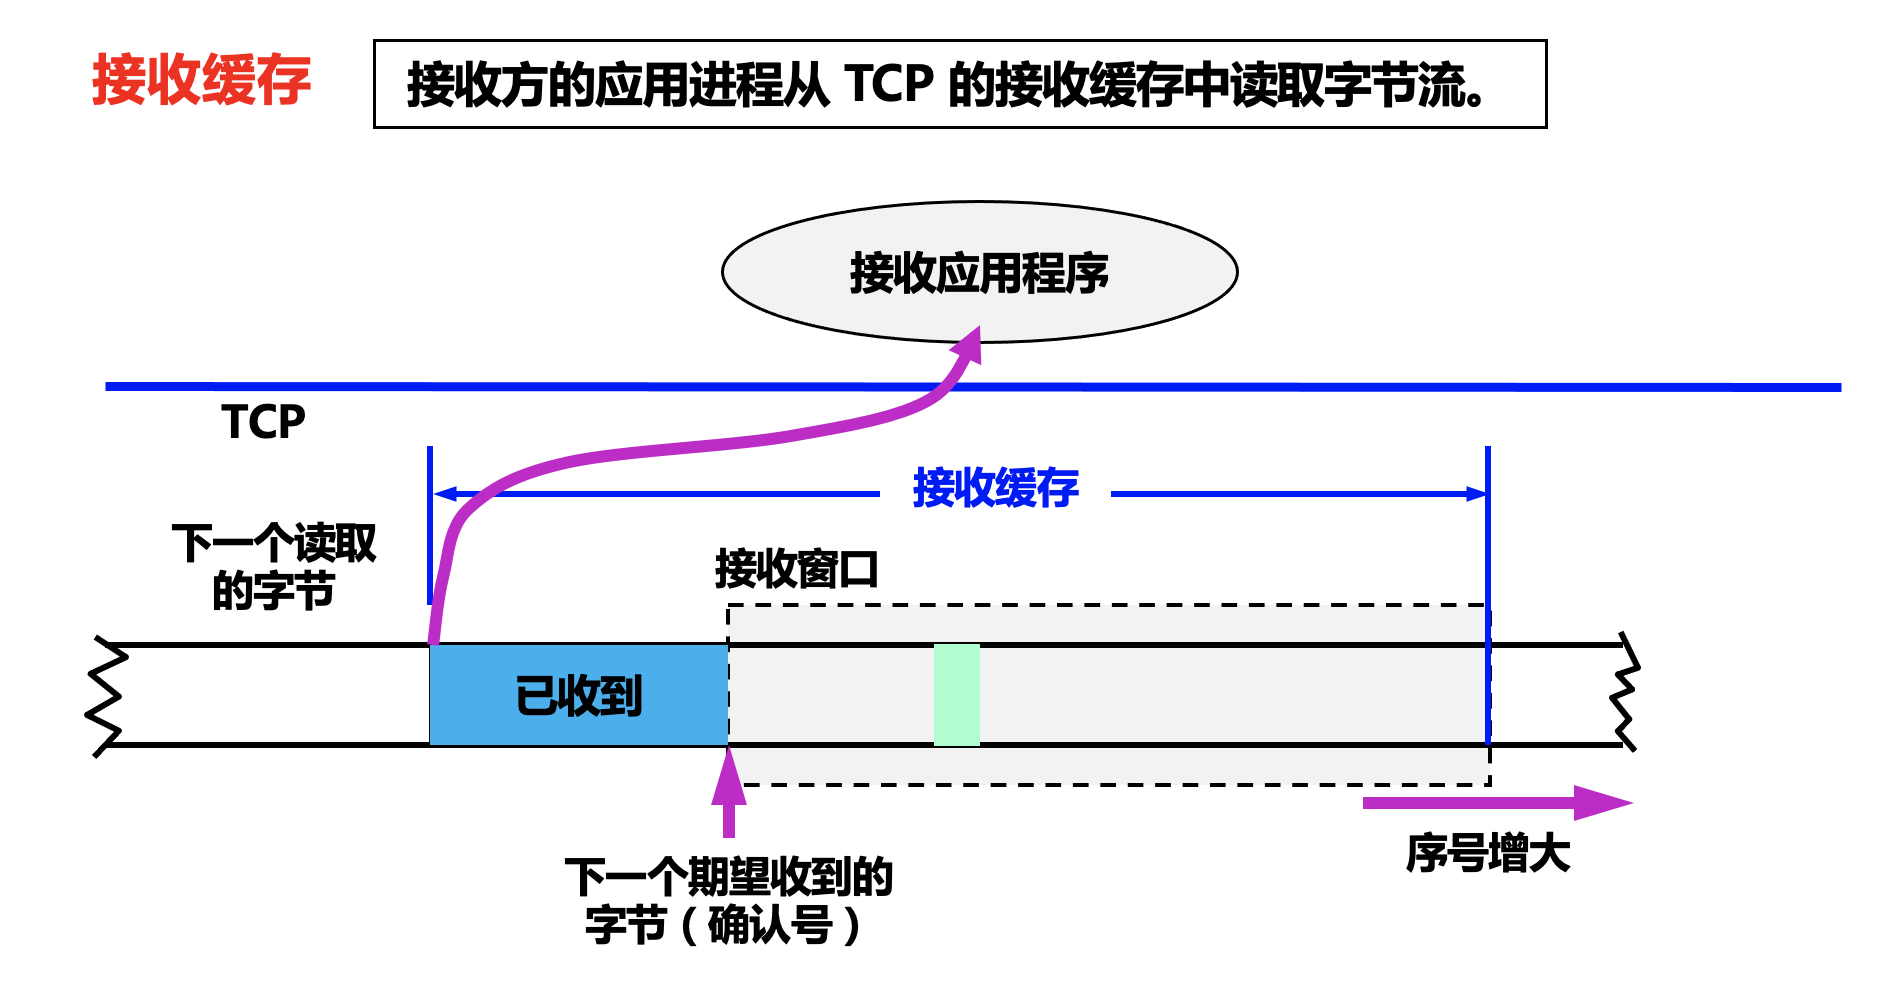 接收缓存
接收方的应用进程从 TCP 的接收缓存中读取字节流。
接收应用程序
TCP
接收缓存
下一个读取
的字节
接收窗口
已收到
下一个期望收到的
字节（确认号）
序号增大